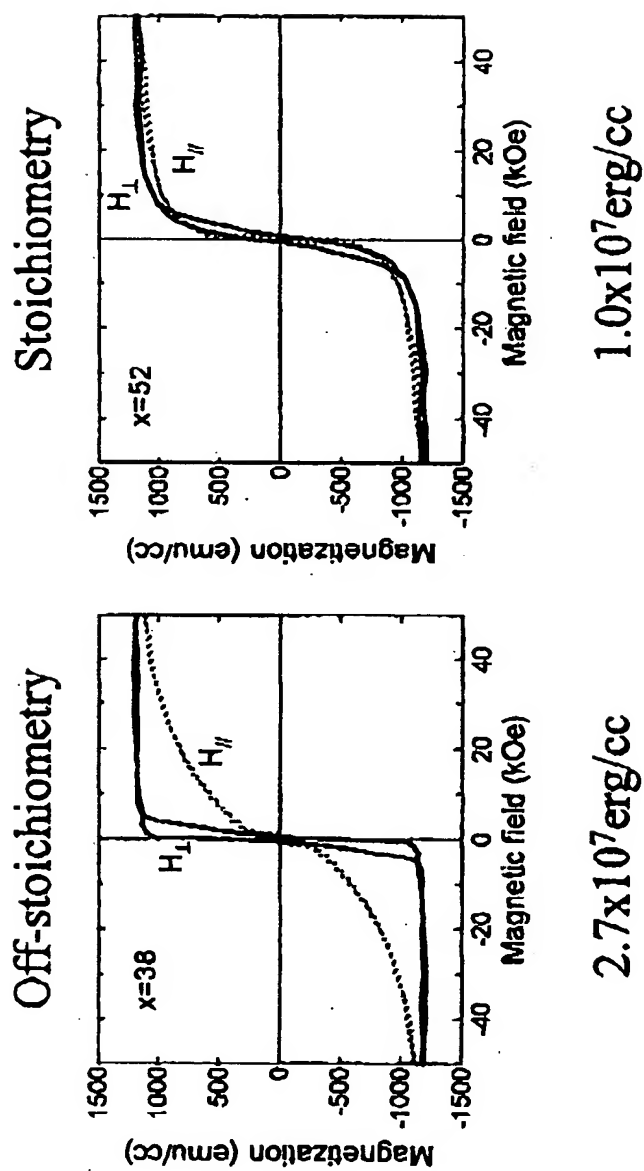 Off-stoichiometry
x=38
H⊥
H//
1500
1000
500
0
-500
-1000
-1500
Magnetization (emu/cc)
-40
-20
0
20
40
Magnetic field (kOe)
2.7x10⁷erg/cc
Stoichiometry
x=52
H⊥
H//
1500
1000
500
0
-500
-1000
-1500
Magnetization (emu/cc)
-40
-20
0
20
40
Magnetic field (kOe)
1.0x10⁷erg/cc